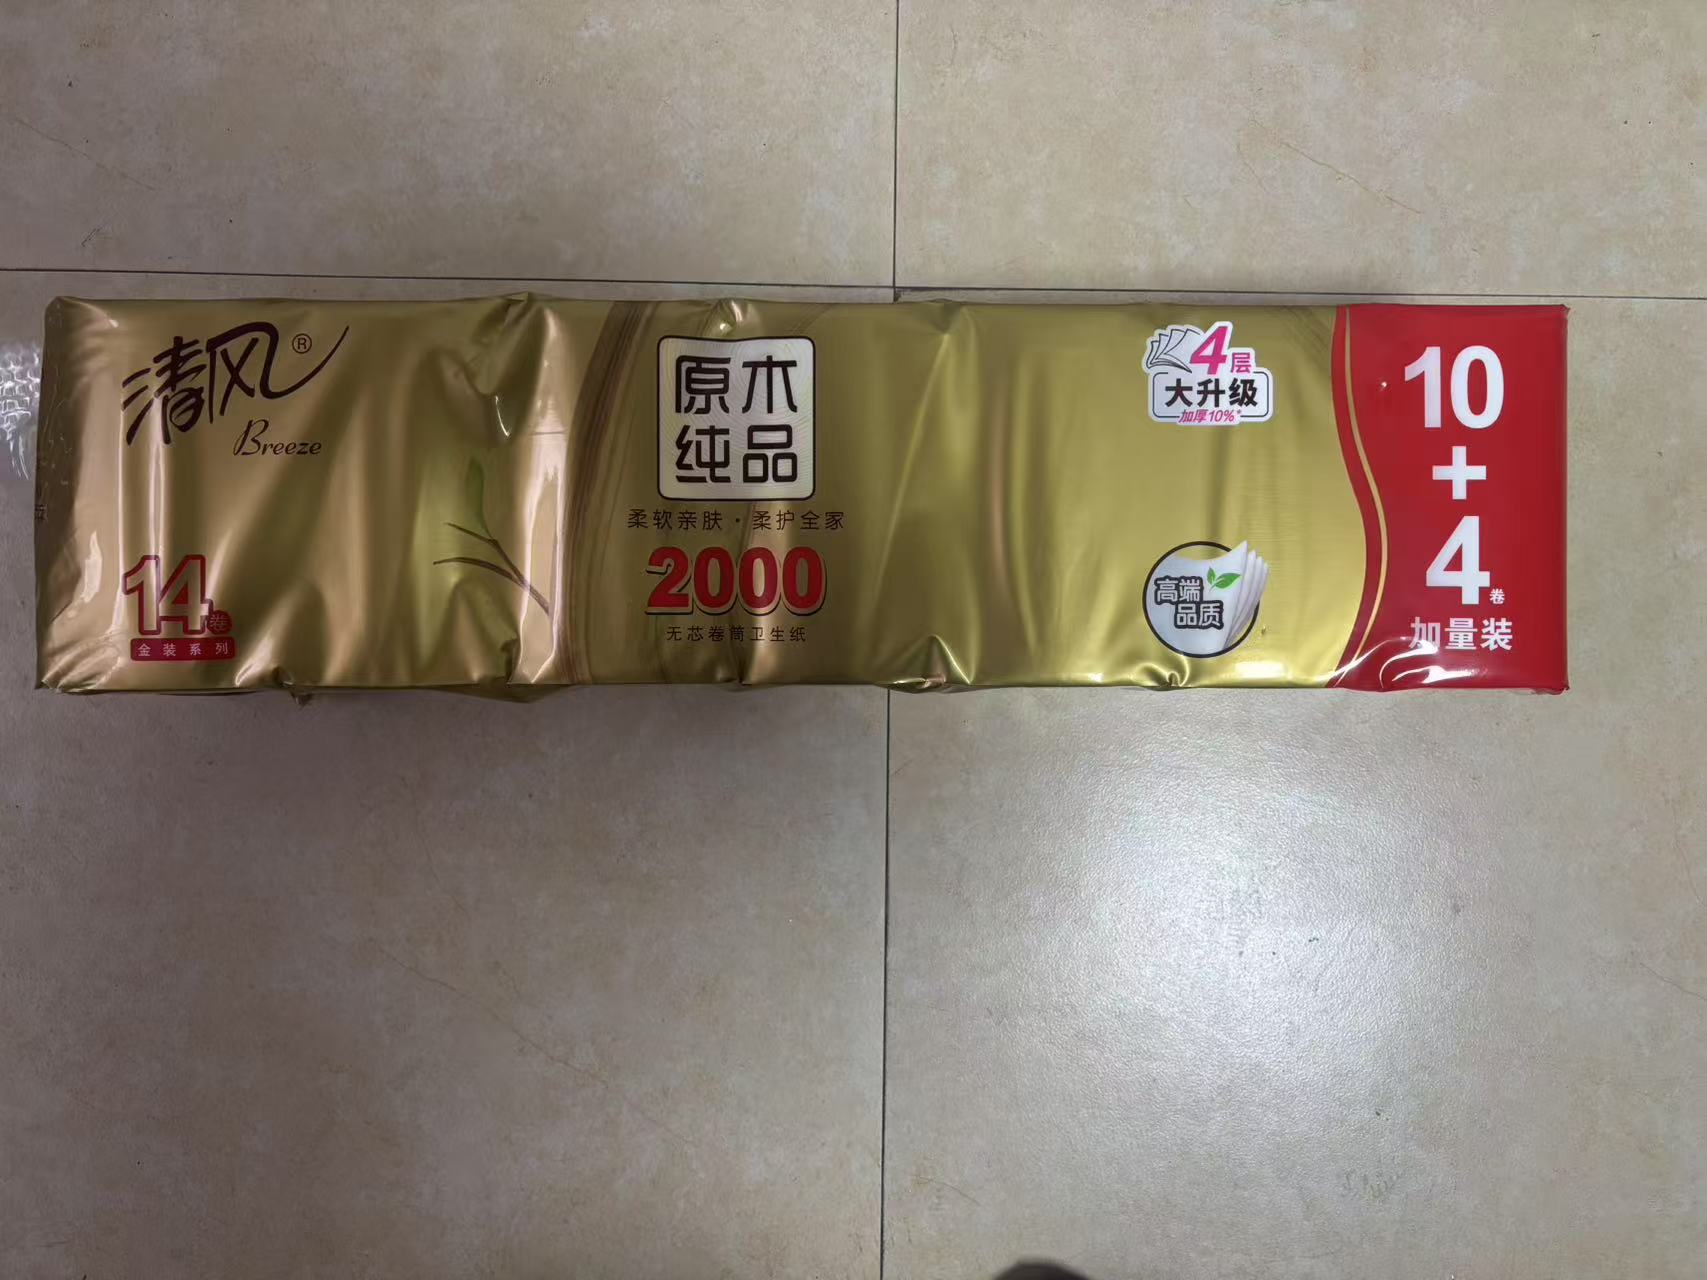 清风®
Breeze
14卷
金装系列
原木
纯品
柔软亲肤·柔护全家
2000
无芯卷筒卫生纸
4层
大升级
加厚10%*
高端
品质
10
+
4卷
加量装